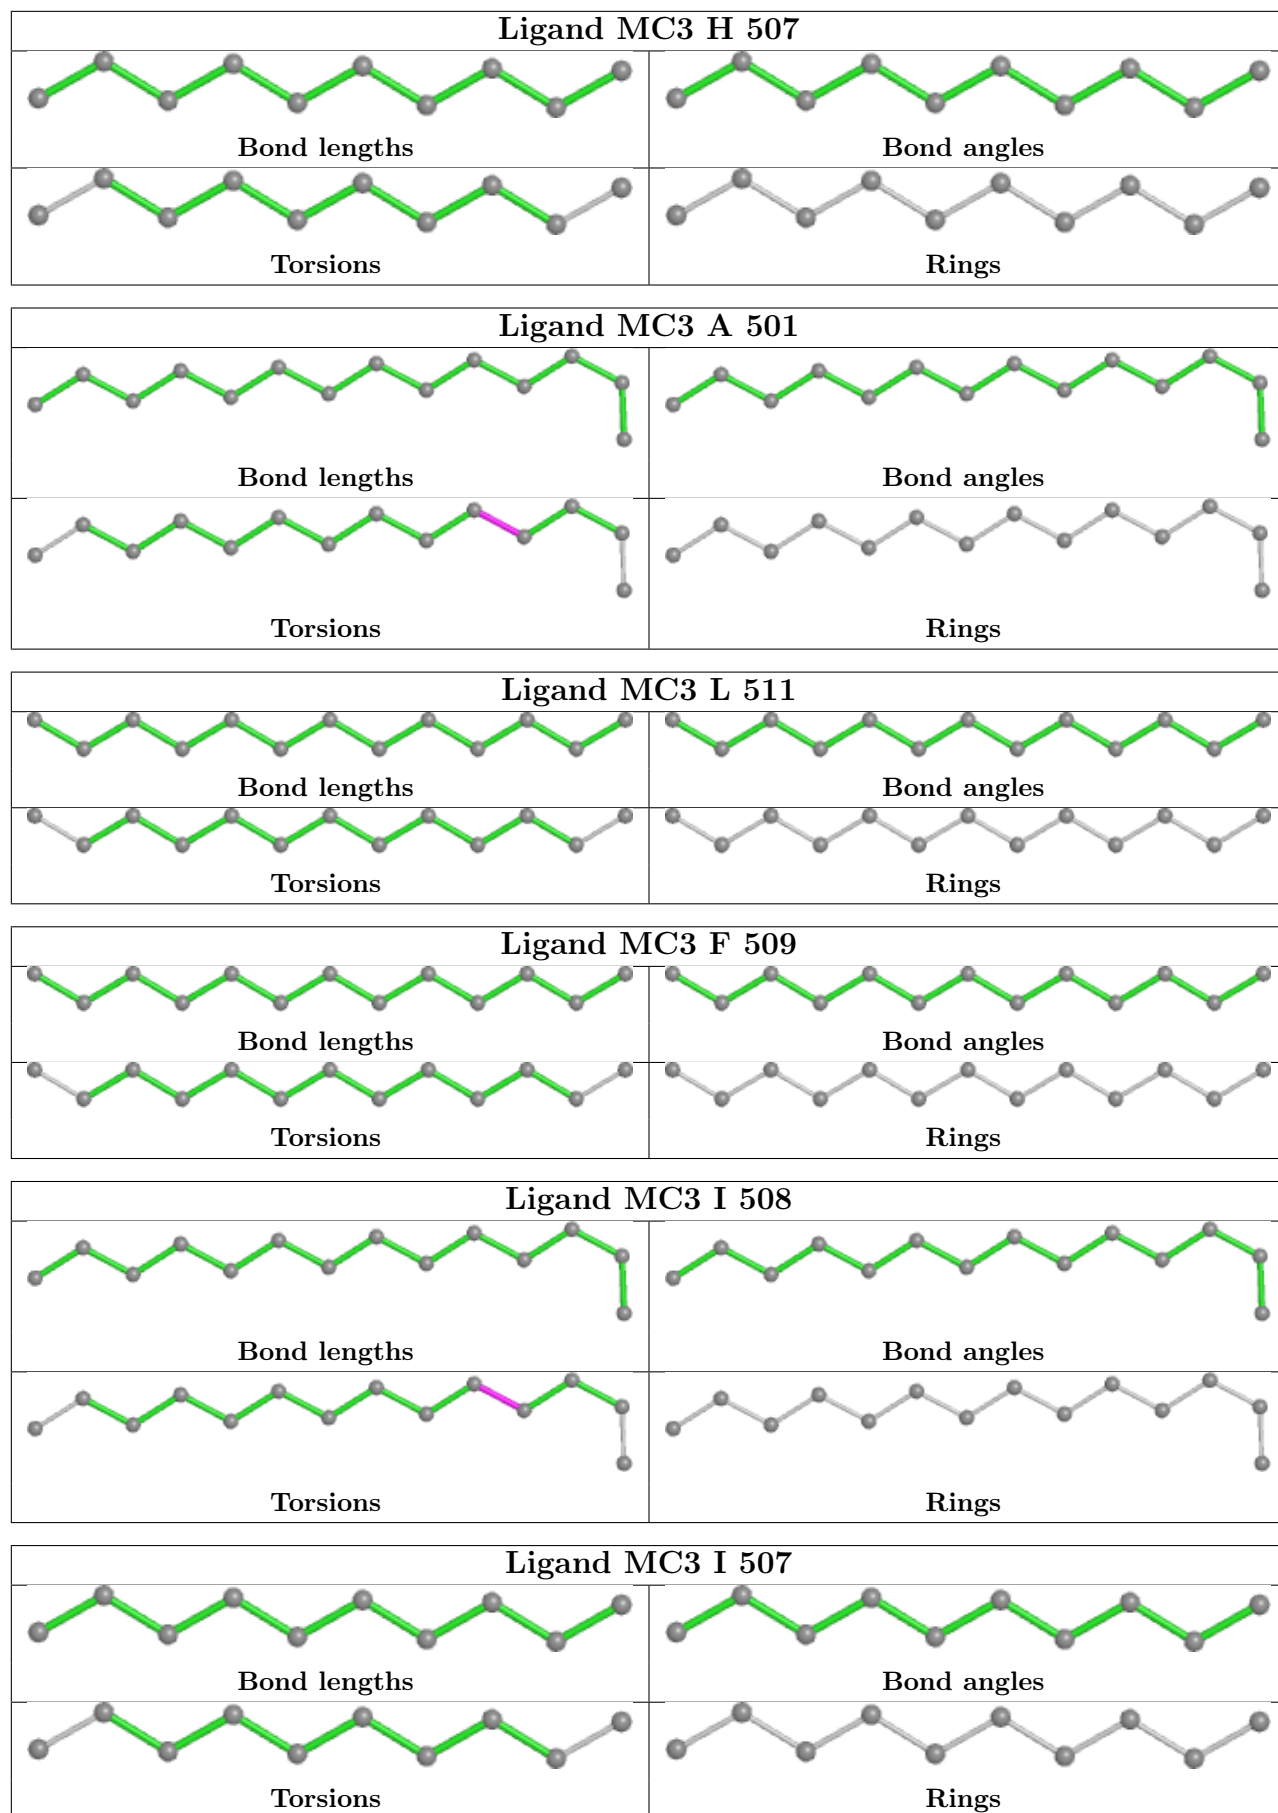 Ligand MC3 H 507
Bond lengths Bond angles
Torsions Rings
Ligand MC3 A 501
Bond lengths Bond angles
Torsions Rings
Ligand MC3 L 511
Bond lengths Bond angles
Torsions Rings
Ligand MC3 F 509
Bond lengths Bond angles
Torsions Rings
Ligand MC3 I 508
Bond lengths Bond angles
Torsions Rings
Ligand MC3 I 507
Bond lengths Bond angles
Torsions Rings